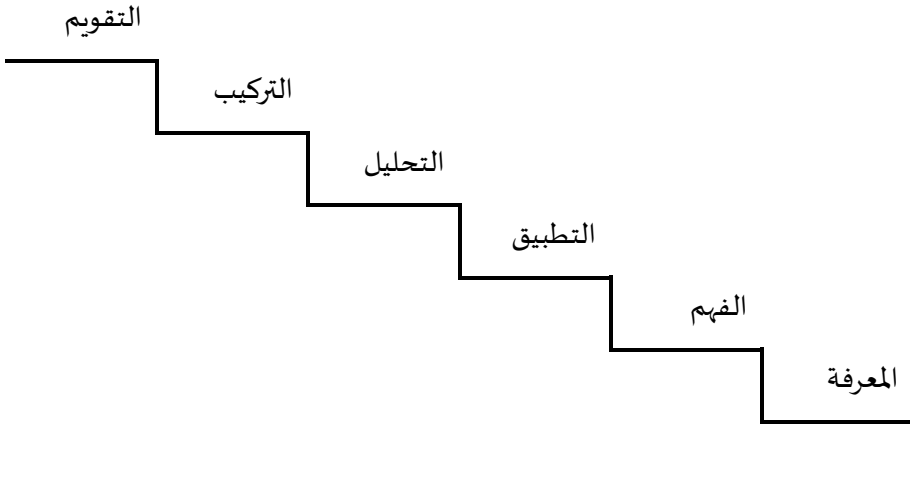 التقويم
التركيب
التحليل
التطبيق
الفهم
المعرفة